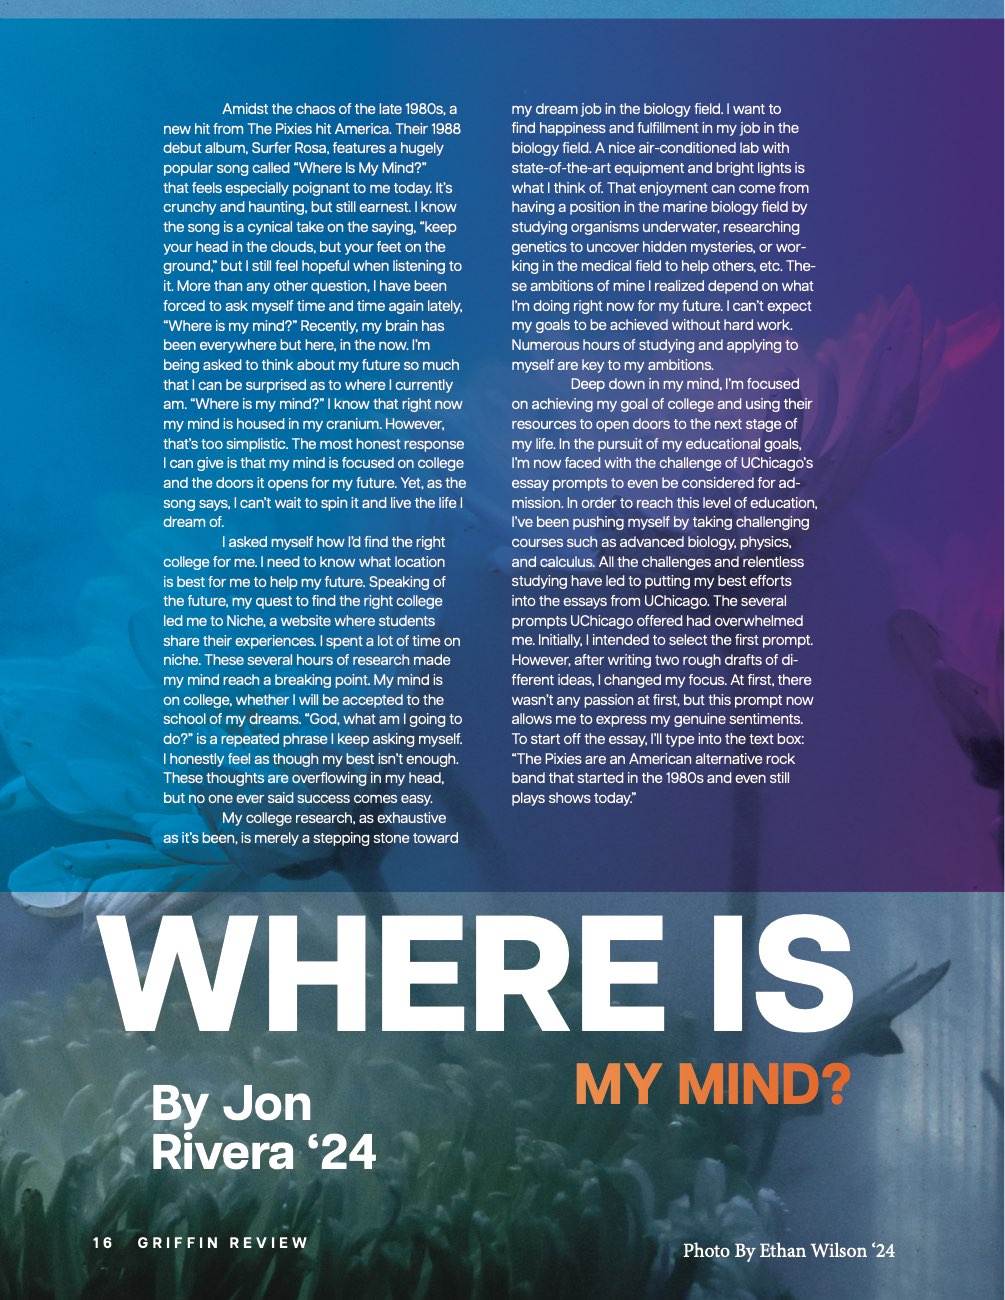 Amidst the chaos of the late 1980s, a
new hit from The Pixies hit America. Their 1988
debut album, Surfer Rosa, features a hugely
popular song called “Where Is My Mind?”
that feels especially poignant to me today. It’s
crunchy and haunting, but still earnest. I know
the song is a cynical take on the saying, “keep
your head in the clouds, but your feet on the
ground,” but I still feel hopeful when listening to
it. More than any other question, I have been
forced to ask myself time and time again lately,
“Where is my mind?” Recently, my brain has
been everywhere but here, in the now. I’m
being asked to think about my future so much
that I can be surprised as to where I currently
am. “Where is my mind?” I know that right now
my mind is housed in my cranium. However,
that’s too simplistic. The most honest response
I can give is that my mind is focused on college
and the doors it opens for my future. Yet, as the
song says, I can’t wait to spin it and live the life I
dream of.
I asked myself how I’d find the right
college for me. I need to know what location
is best for me to help my future. Speaking of
the future, my quest to find the right college
led me to Niche, a website where students
share their experiences. I spent a lot of time on
niche. These several hours of research made
my mind reach a breaking point. My mind is
on college, whether I will be accepted to the
school of my dreams. “God, what am I going to
do?” is a repeated phrase I keep asking myself.
I honestly feel as though my best isn’t enough.
These thoughts are overflowing in my head,
but no one ever said success comes easy.
My college research, as exhaustive
as it’s been, is merely a stepping stone toward
my dream job in the biology field. I want to
find happiness and fulfillment in my job in the
biology field. A nice air-conditioned lab with
state-of-the-art equipment and bright lights is
what I think of. That enjoyment can come from
having a position in the marine biology field by
studying organisms underwater, researching
genetics to uncover hidden mysteries, or wor-
king in the medical field to help others, etc. The-
se ambitions of mine I realized depend on what
I’m doing right now for my future. I can’t expect
my goals to be achieved without hard work.
Numerous hours of studying and applying to
myself are key to my ambitions.
Deep down in my mind, I’m focused
on achieving my goal of college and using their
resources to open doors to the next stage of
my life. In the pursuit of my educational goals,
I’m now faced with the challenge of UChicago’s
essay prompts to even be considered for ad-
mission. In order to reach this level of education,
I’ve been pushing myself by taking challenging
courses such as advanced biology, physics,
and calculus. All the challenges and relentless
studying have led to putting my best efforts
into the essays from UChicago. The several
prompts UChicago offered had overwhelmed
me. Initially, I intended to select the first prompt.
However, after writing two rough drafts of di-
fferent ideas, I changed my focus. At first, there
wasn’t any passion at first, but this prompt now
allows me to express my genuine sentiments.
To start off the essay, I’ll type into the text box:
“The Pixies are an American alternative rock
band that started in the 1980s and even still
plays shows today.”
WHERE IS
MY MIND?
By Jon
Rivera ‘24
16 GRIFFIN REVIEW
Photo By Ethan Wilson ‘24